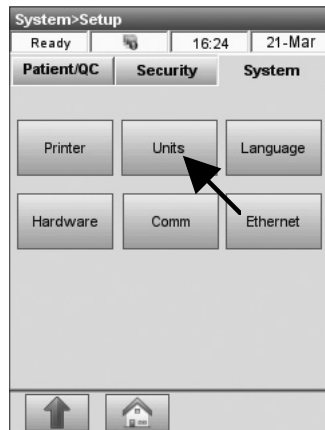 System>Setup
Ready 16:24 21-Mar
Patient/QC Security System
Printer Units Language
Hardware Comm Ethernet